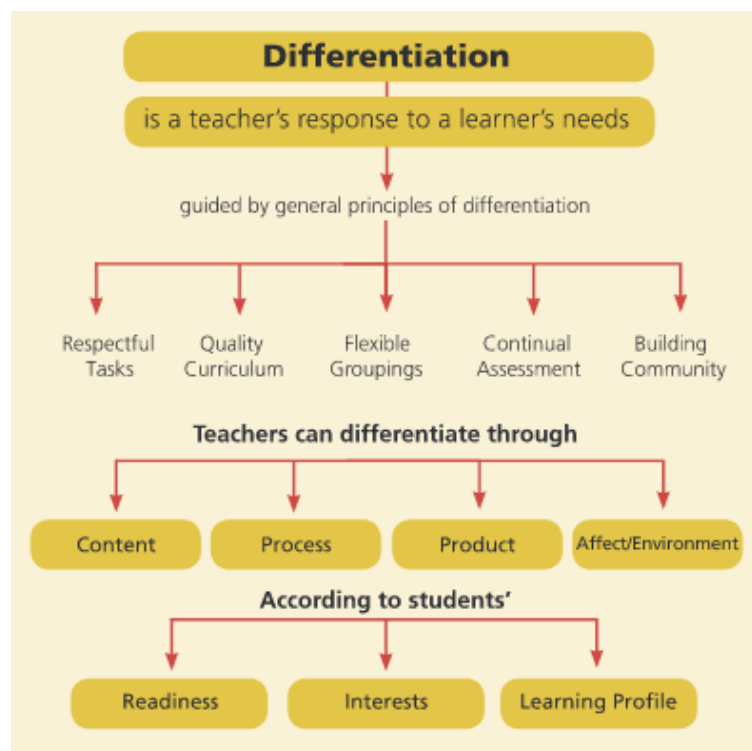 Differentiation
is a teacher's response to a learner's needs
guided by general principles of differentiation
Respectful
Tasks
Quality
Curriculum
Flexible
Groupings
Continual
Assessment
Building
Community
Teachers can differentiate through
Content
Process
Product
Affect/Environment
According to students'
Readiness
Interests
Learning Profile